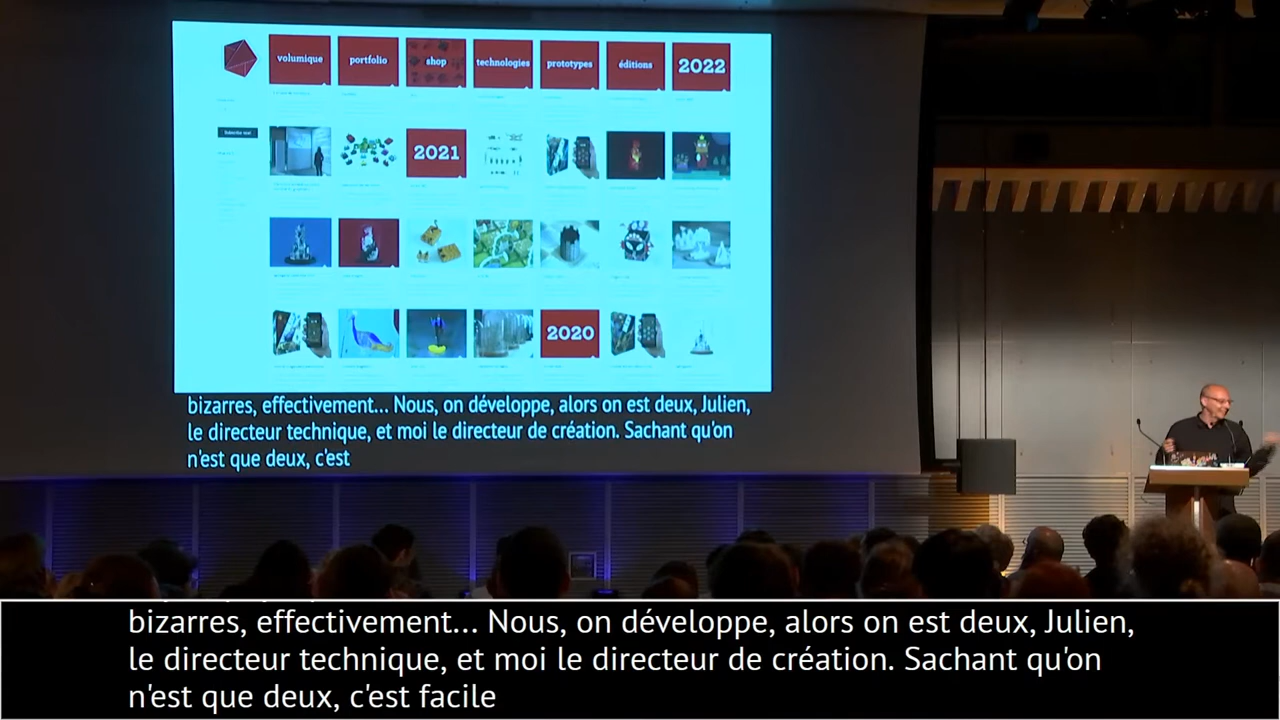 volumique
portfolio
shop
technologies
prototypes
éditions
2022
Subscribe now!
2021
2020
bizarres, effectivement... Nous, on développe, alors on est deux, Julien,
le directeur technique, et moi le directeur de création. Sachant qu'on
n'est que deux, c'est
bizarres, effectivement... Nous, on développe, alors on est deux, Julien,
le directeur technique, et moi le directeur de création. Sachant qu'on
n'est que deux, c'est facile